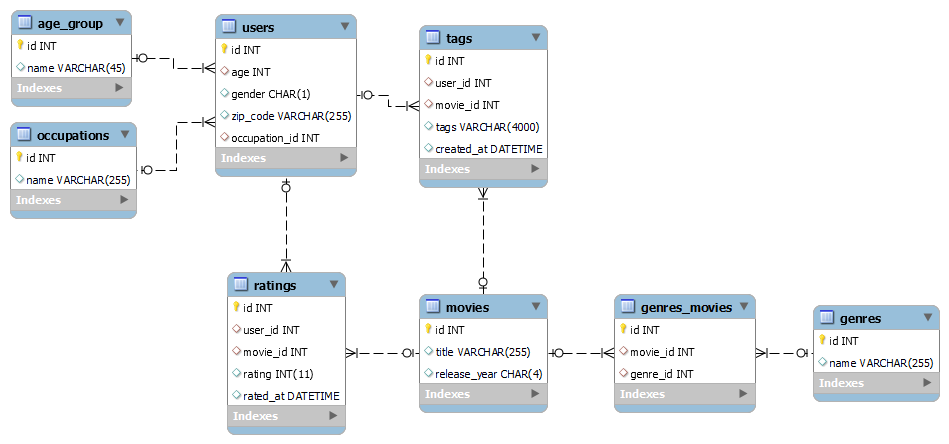 age_group
id INT
name VARCHAR(45)
Indexes
users
id INT
age INT
gender CHAR(1)
zip_code VARCHAR(255)
occupation_id INT
Indexes
tags
id INT
user_id INT
movie_id INT
tags VARCHAR(4000)
created_at DATETIME
Indexes
occupations
id INT
name VARCHAR(255)
Indexes
ratings
id INT
user_id INT
movie_id INT
rating INT(11)
rated_at DATETIME
Indexes
movies
id INT
title VARCHAR(255)
release_year CHAR(4)
Indexes
genres_movies
id INT
movie_id INT
genre_id INT
Indexes
genres
id INT
name VARCHAR(255)
Indexes